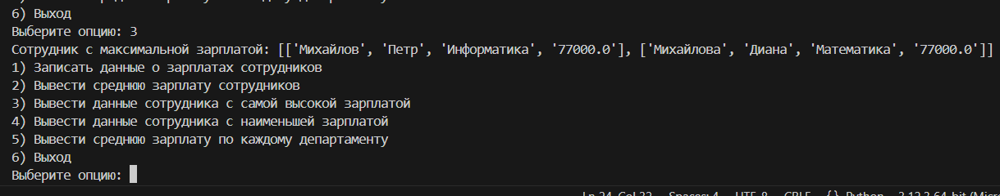 6) Выход
Выберите опцию: 3
Сотрудник с максимальной зарплатой: [['Михайлов', 'Петр', 'Информатика', '77000.0'], ['Михайлова', 'Диана', 'Математика', '77000.0']]
1) Записать данные о зарплатах сотрудников
2) Вывести среднюю зарплату сотрудников
3) Вывести данные сотрудника с самой высокой зарплатой
4) Вывести данные сотрудника с наименьшей зарплатой
5) Вывести среднюю зарплату по каждому департаменту
6) Выход
Выберите опцию: